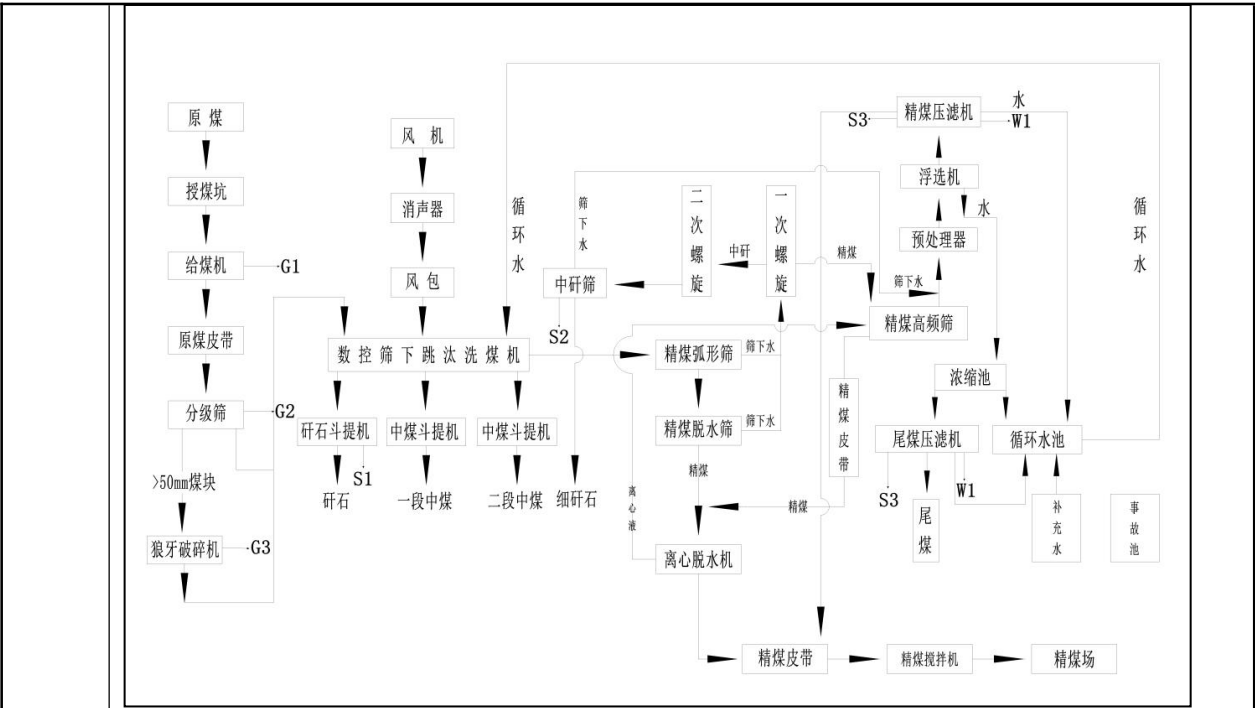 原煤
授煤坑
给煤机
G1
原煤皮带
分级筛
G2
>50mm煤块
狼牙破碎机
G3
风机
消声器
风包
循环水
数控筛下跳汰洗煤机
矸石斗提机
中煤斗提机
中煤斗提机
S1
矸石
一段中煤
二段中煤
细矸石
筛下水
中矸筛
S2
二次螺旋
中矸
一次螺旋
精煤
精煤弧形筛
筛下水
精煤脱水筛
筛下水
精煤
离心液
离心脱水机
精煤
精煤皮带
精煤高频筛
筛下水
预处理器
浮选机
水
精煤压滤机
S3
水
W1
循环水
浓缩池
尾煤压滤机
循环水池
S3
尾煤
W1
补充水
事故池
精煤皮带
精煤搅拌机
精煤场